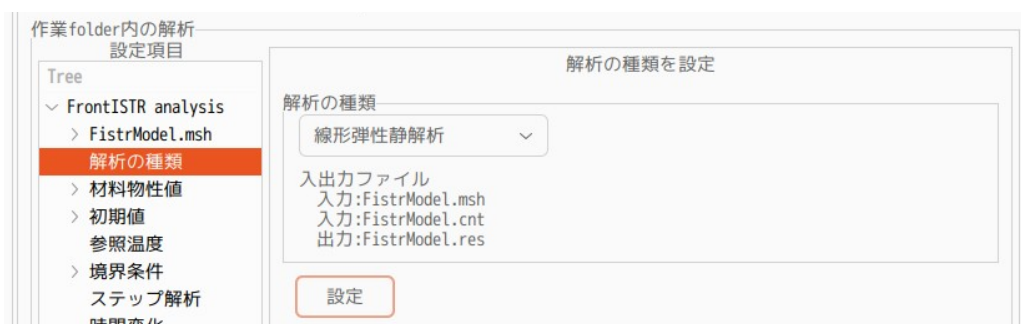 作業folder内の解析
設定項目
Tree
FrontISTR analysis
FistrModel.msh
解析の種類
材料物性値
初期値
参照温度
境界条件
ステップ解析
時間変化
解析の種類を設定
解析の種類
線形弾性静解析
入出力ファイル
入力:FistrModel.msh
入力:FistrModel.cnt
出力:FistrModel.res
設定